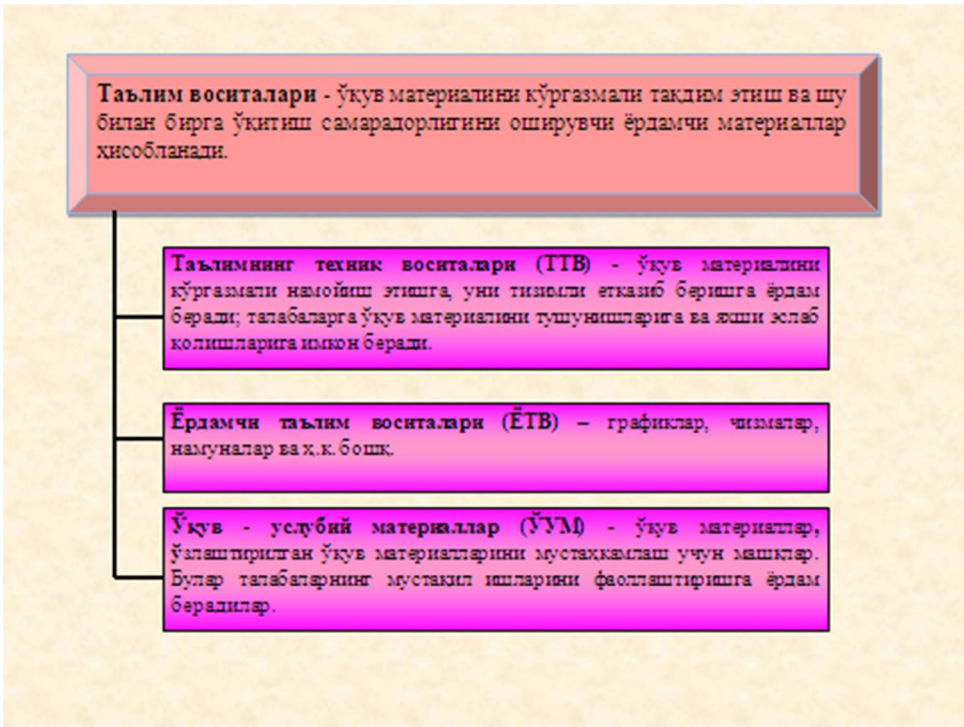 Таълим воситалари - ўқув материалини кўргазмали тақдим этиш ва шу
билан бирга ўқитиш самарадорлигини оширувчи ёрдамчи материаллар
ҳисобланади.
Таълимнинг техник воситалари (ТТВ) - ўқув материалини
кўргазмали намойиш этишга, уни тизимли етказиб беришга ёрдам
беради; талабаларга ўқув материалини тушунишларига ва яхши эслаб
қолишларига имкон беради.
Ёрдамчи таълим воситалари (ЁТВ) – графиклар, чизмалар,
намуналар ва ҳ.к. бошқ.
Ўқув - услубий материаллар (ЎУМ) - ўқув материаллар,
ўзлаштирилган ўқув материалларини мустаҳкамлаш учун машқлар.
Булар талабаларнинг мустақил ишларини фаоллаштиришга ёрдам
берадилар.